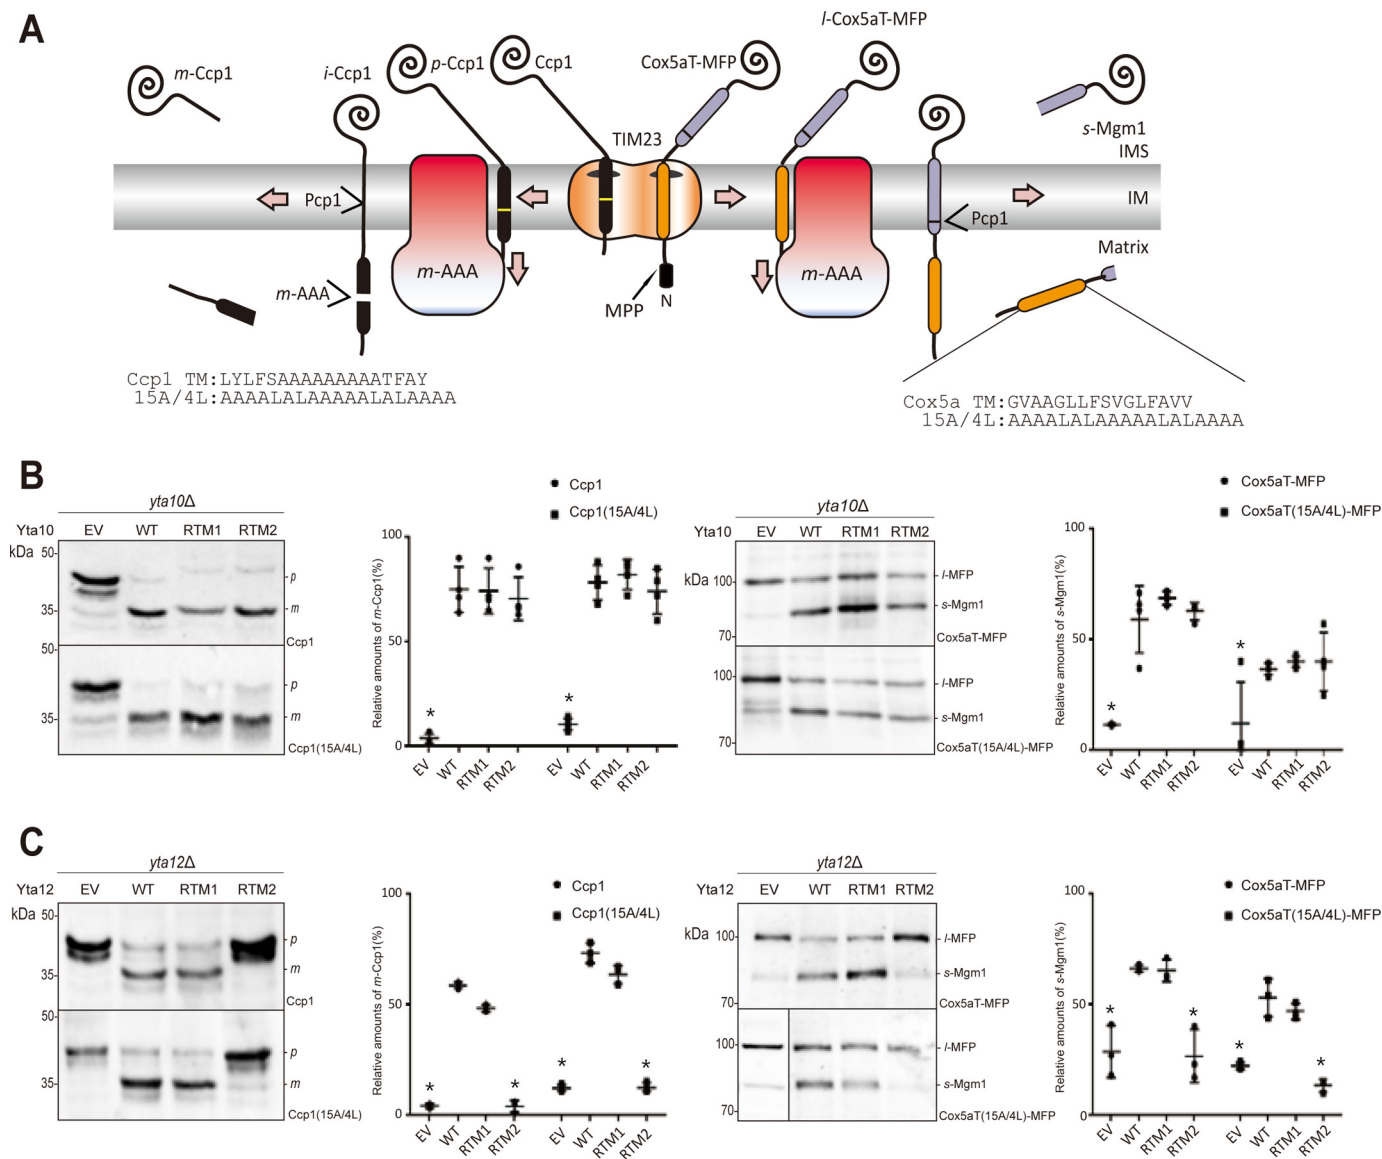 A
l-Cox5aT-MFP
m-Ccp1
i-Ccp1
p-Ccp1
Ccp1
Cox5aT-MFP
TIM23
s-Mgm1
IMS
Pcp1
IM
Pcp1
Matrix
m-AAA
m-AAA
m-AAA
MPP
N
Ccp1 TM:LYLFSAAAAAAAAATFAY
15A/4L:AAAALALAAAAALALAAAA
Cox5a TM:GVAAGLLFSVGLFAVV
15A/4L:AAAALALAAAAALALAAAA
B
yta10Δ
Yta10 EV WT RTM1 RTM2
kDa
50-
p
35-
m
Ccp1
50-
p
35-
m
Ccp1(15A/4L)
Ccp1
Ccp1(15A/4L)
Relative amounts of m-Ccp1(%)
100
50
0
EV WT RTM1 RTM2 EV WT RTM1 RTM2
* *
yta10Δ
Yta10 EV WT RTM1 RTM2
kDa 100-
l-MFP
s-Mgm1
70-
Cox5aT-MFP
100-
l-MFP
s-Mgm1
70-
Cox5aT(15A/4L)-MFP
Cox5aT-MFP
Cox5aT(15A/4L)-MFP
Relative amounts of s-Mgm1(%)
100
50
0
EV WT RTM1 RTM2 EV WT RTM1 RTM2
* *
C
yta12Δ
Yta12 EV WT RTM1 RTM2
kDa 50-
p
35-
m
Ccp1
50-
p
35-
m
Ccp1(15A/4L)
Ccp1
Ccp1(15A/4L)
Relative amounts of m-Ccp1(%)
100
50
0
EV WT RTM1 RTM2 EV WT RTM1 RTM2
* * * *
yta12Δ
Yta12 EV WT RTM1 RTM2
kDa 100-
l-MFP
s-Mgm1
70-
Cox5aT-MFP
100-
l-MFP
s-Mgm1
70-
Cox5aT(15A/4L)-MFP
Cox5aT-MFP
Cox5aT(15A/4L)-MFP
Relative amounts of s-Mgm1(%)
100
50
0
EV WT RTM1 RTM2 EV WT RTM1 RTM2
* * * *